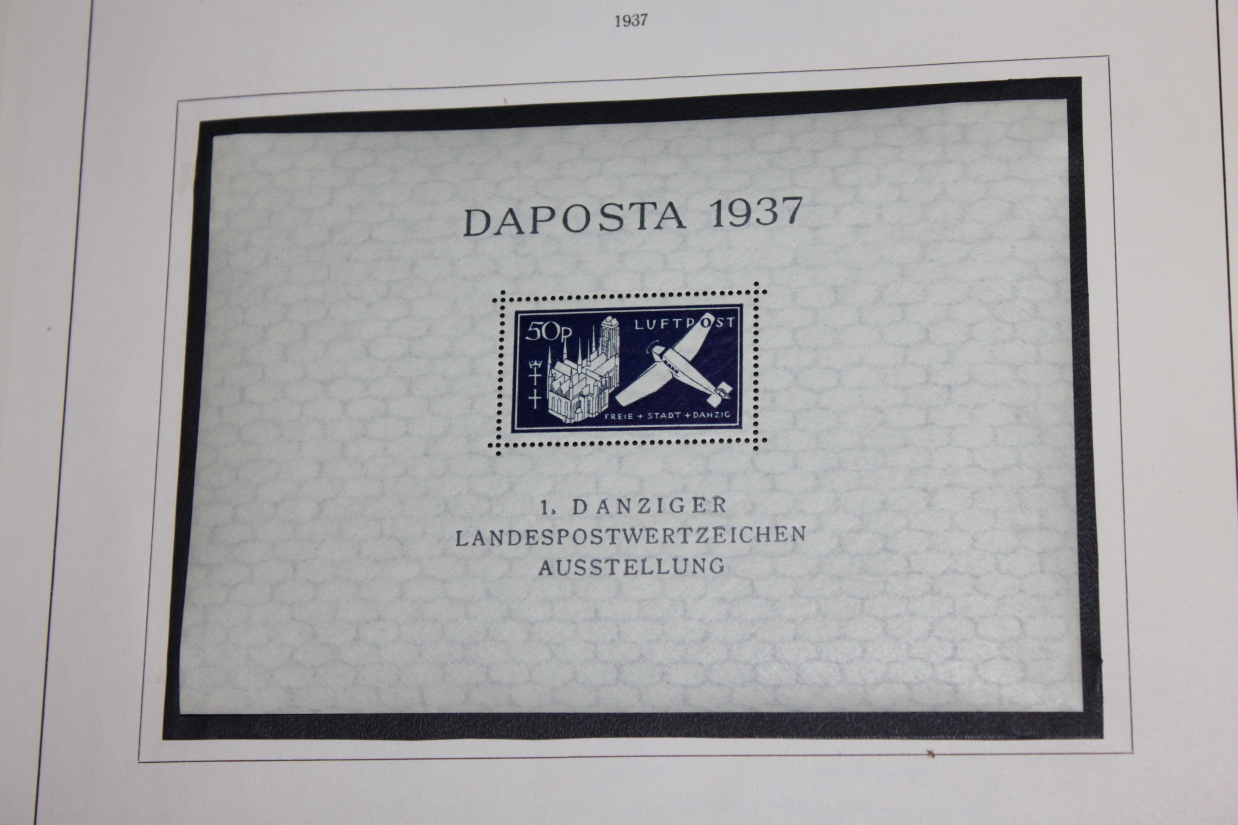 1937
DAPOSTA 1937
50P
LUFTPOST
FREIE + STADT + DANZIG
1. DANZIGER
LANDESPOSTWERTZEICHEN
AUSSTELLUNG